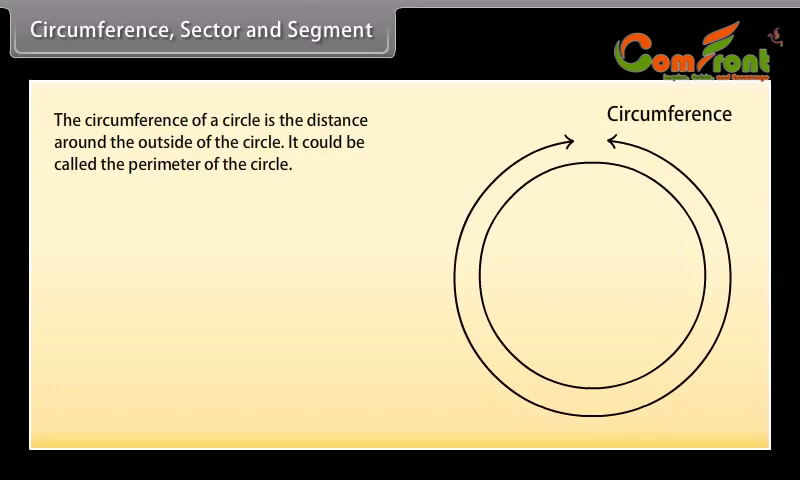 Circumference, Sector and Segment
ComFront
The circumference of a circle is the distance
around the outside of the circle. It could be
called the perimeter of the circle.
Circumference